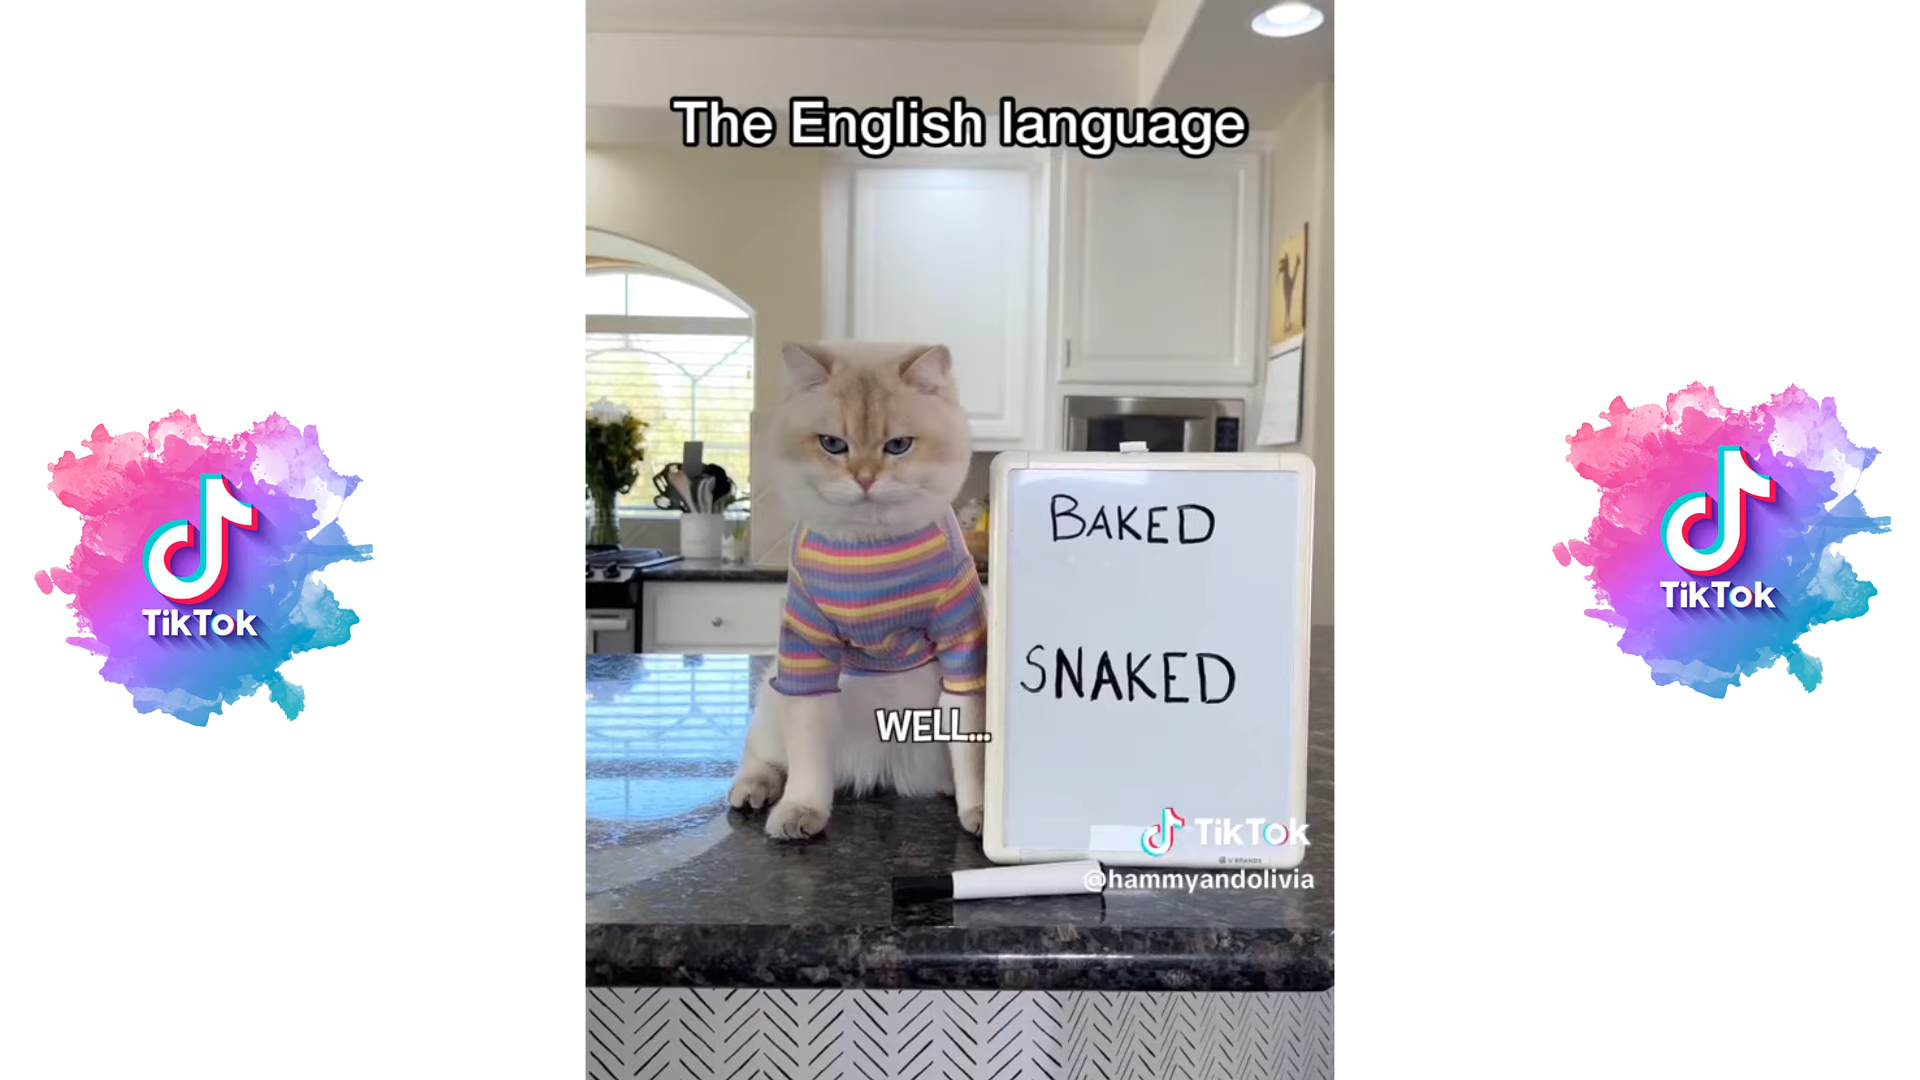 The English language
BAKED
SNAKED
WELL...
TikTok
@hammyandolivia
TikTok
TikTok